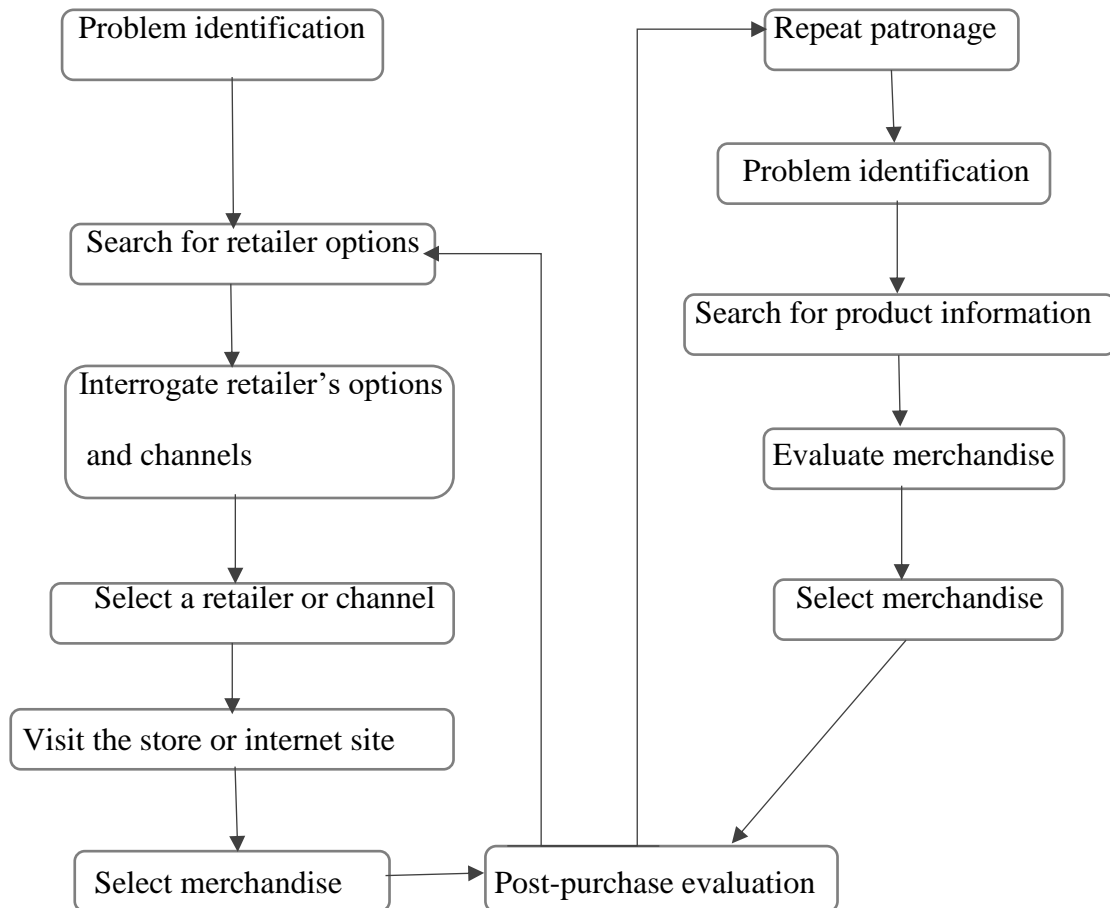 Problem identification
Search for retailer options
Interrogate retailer’s options
and channels
Select a retailer or channel
Visit the store or internet site
Select merchandise
Post-purchase evaluation
Repeat patronage
Problem identification
Search for product information
Evaluate merchandise
Select merchandise